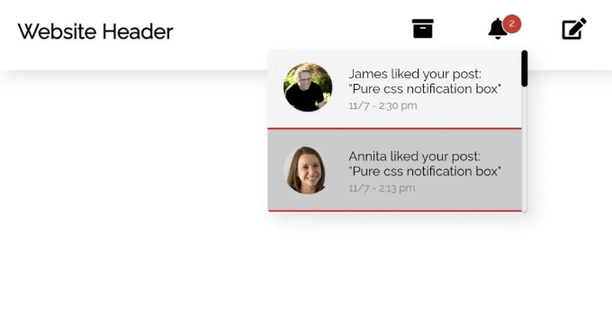 Website Header
2
James liked your post:
"Pure css notification box"
11/7 - 2:30 pm
Annita liked your post:
"Pure css notification box"
11/7 - 2:13 pm